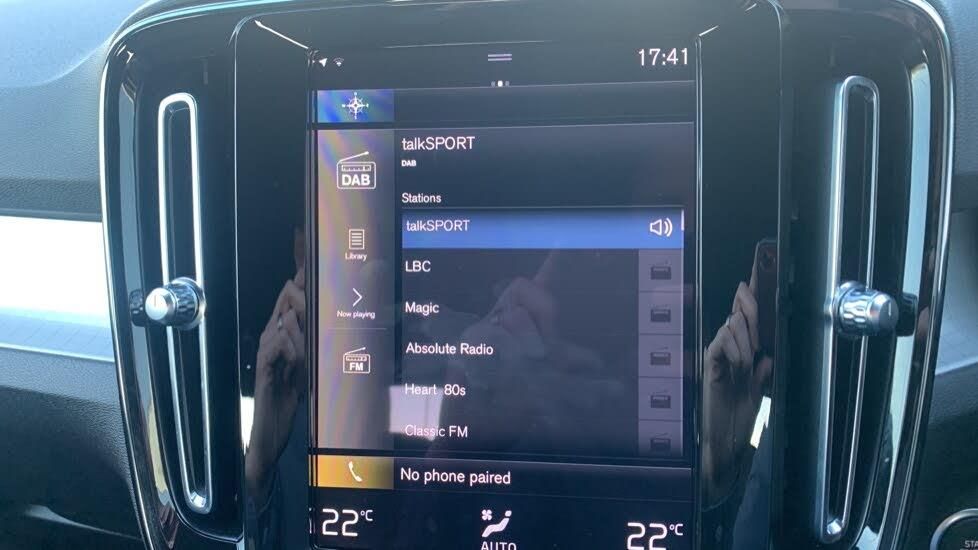 17:41
talkSPORT
DAB
DAB
Stations
talkSPORT
LBC
Library
Magic
Now playing
Absolute Radio
FM
Heart 80s
Classic FM
No phone paired
22°C
22°C
AUTO